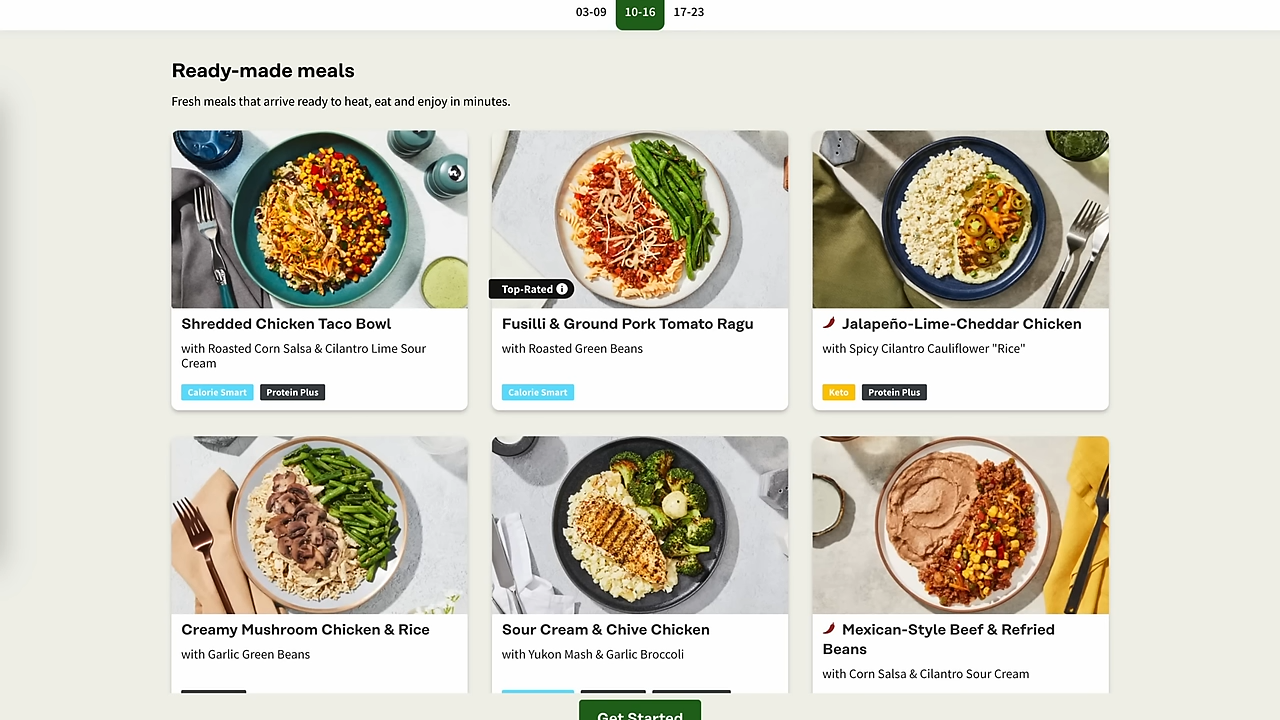 03-09 10-16 17-23
Ready-made meals
Fresh meals that arrive ready to heat, eat and enjoy in minutes.
Top-Rated
Shredded Chicken Taco Bowl
with Roasted Corn Salsa & Cilantro Lime Sour
Cream
Calorie Smart Protein Plus
Fusilli & Ground Pork Tomato Ragu
with Roasted Green Beans
Calorie Smart
Jalapeño-Lime-Cheddar Chicken
with Spicy Cilantro Cauliflower "Rice"
Keto Protein Plus
Creamy Mushroom Chicken & Rice
with Garlic Green Beans
Sour Cream & Chive Chicken
with Yukon Mash & Garlic Broccoli
Mexican-Style Beef & Refried
Beans
with Corn Salsa & Cilantro Sour Cream
Get Started